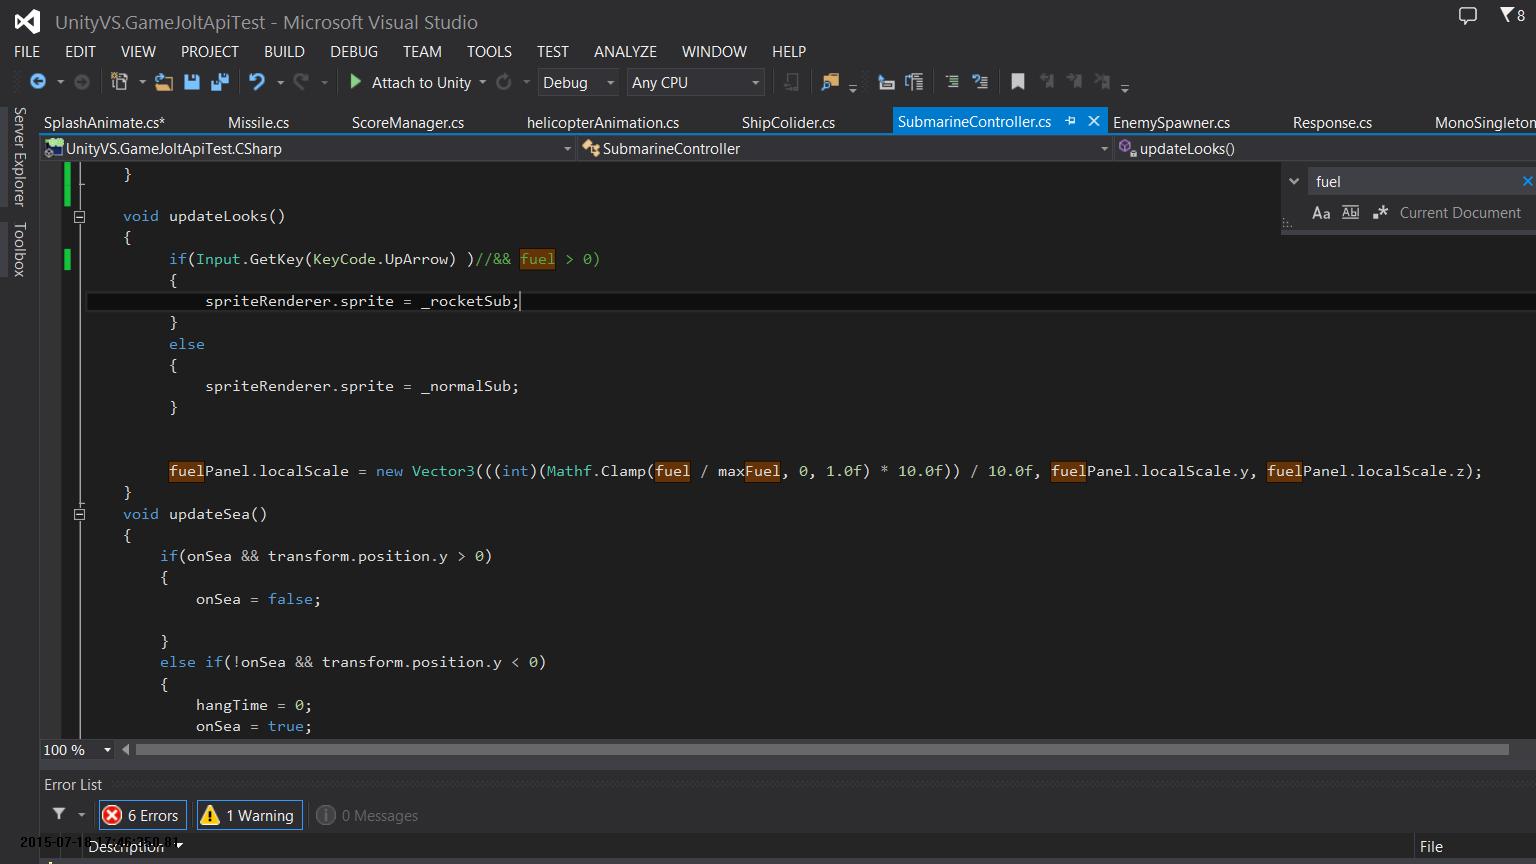 UnityVS.GameJoltApiTest - Microsoft Visual Studio
8
FILE EDIT VIEW PROJECT BUILD DEBUG TEAM TOOLS TEST ANALYZE WINDOW HELP
Attach to Unity Debug Any CPU
Server Explorer
Toolbox
SplashAnimate.cs* Missile.cs ScoreManager.cs helicopterAnimation.cs ShipColider.cs SubmarineController.cs EnemySpawner.cs Response.cs MonoSingleton
UnityVS.GameJoltApiTest.CSharp SubmarineController updateLooks()
fuel
Aa Abl .* Current Document
}
void updateLooks()
{
if(Input.GetKey(KeyCode.UpArrow) )//&& fuel > 0)
{
spriteRenderer.sprite = _rocketSub;
}
else
{
spriteRenderer.sprite = _normalSub;
}
fuelPanel.localScale = new Vector3(((int)(Mathf.Clamp(fuel / maxFuel, 0, 1.0f) * 10.0f)) / 10.0f, fuelPanel.localScale.y, fuelPanel.localScale.z);
}
void updateSea()
{
if(onSea && transform.position.y > 0)
{
onSea = false;
}
else if(!onSea && transform.position.y < 0)
{
hangTime = 0;
onSea = true;
100 %
Error List
6 Errors 1 Warning 0 Messages
Description File